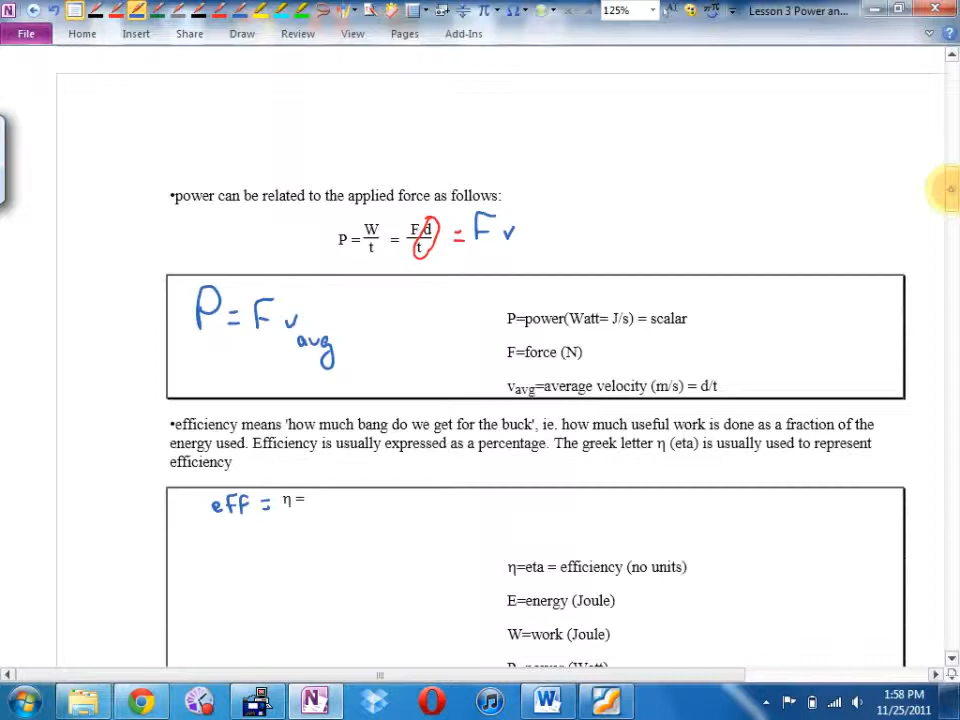 125%
Lesson 3 Power an...
File Home Insert Share Draw Review View Pages Add-Ins
•power can be related to the applied force as follows:
P = W/t = F d/t = F v
P = F v avg
P=power(Watt= J/s) = scalar
F=force (N)
vavg=average velocity (m/s) = d/t
•efficiency means 'how much bang do we get for the buck', ie. how much useful work is done as a fraction of the
energy used. Efficiency is usually expressed as a percentage. The greek letter η (eta) is usually used to represent
efficiency
eff = η =
η=eta = efficiency (no units)
E=energy (Joule)
W=work (Joule)
P=power (Watt)
1:58 PM
11/25/2011